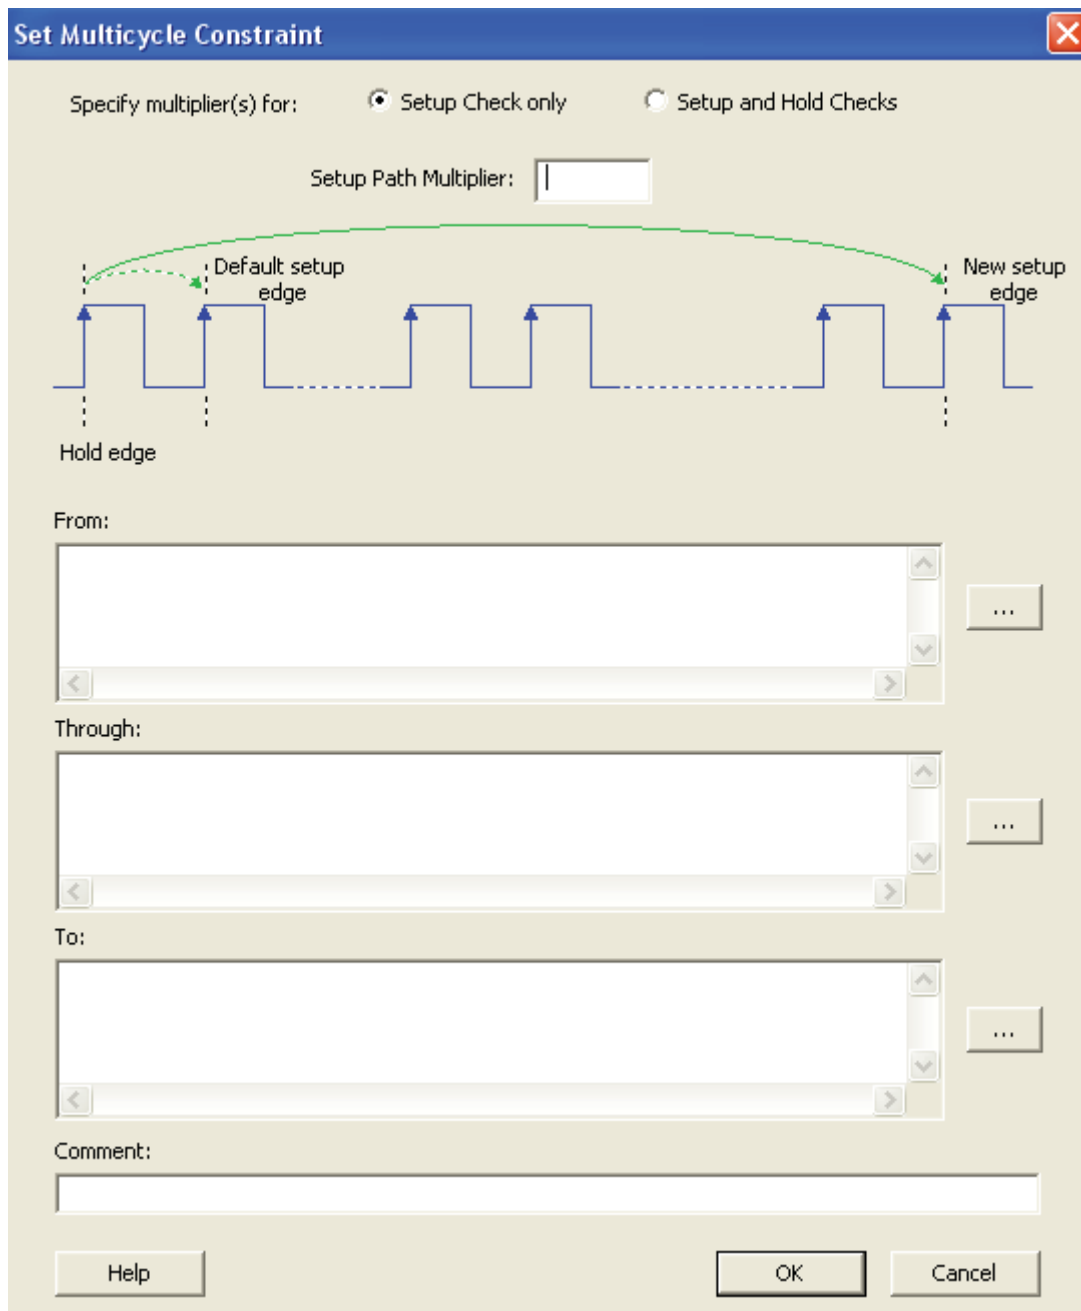 Set Multicycle Constraint
Specify multiplier(s) for: Setup Check only Setup and Hold Checks
Setup Path Multiplier:
Default setup edge
New setup edge
Hold edge
From:
...
Through:
...
To:
...
Comment:
Help OK Cancel